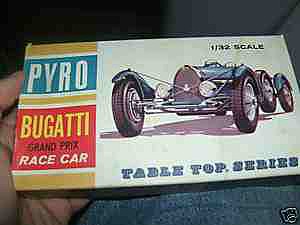 1/32 SCALE
PYRO
BUGATTI
GRAND PRIX
RACE CAR
TABLE TOP SERIES